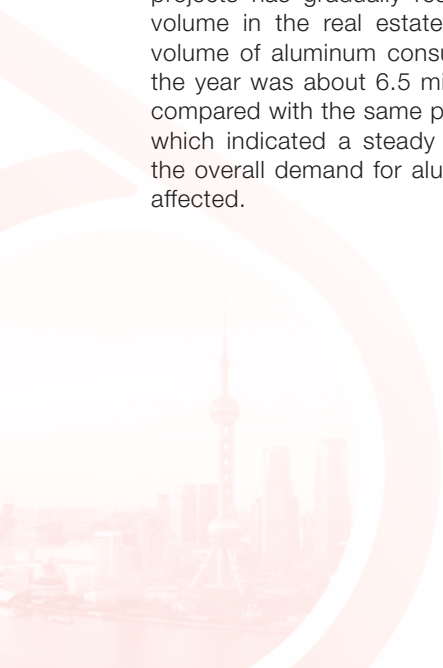 projects has gradually
volume in the real estate
volume of aluminum
the year was about 6.5
compared with the same
which indicated a steady
the overall demand for
affected.